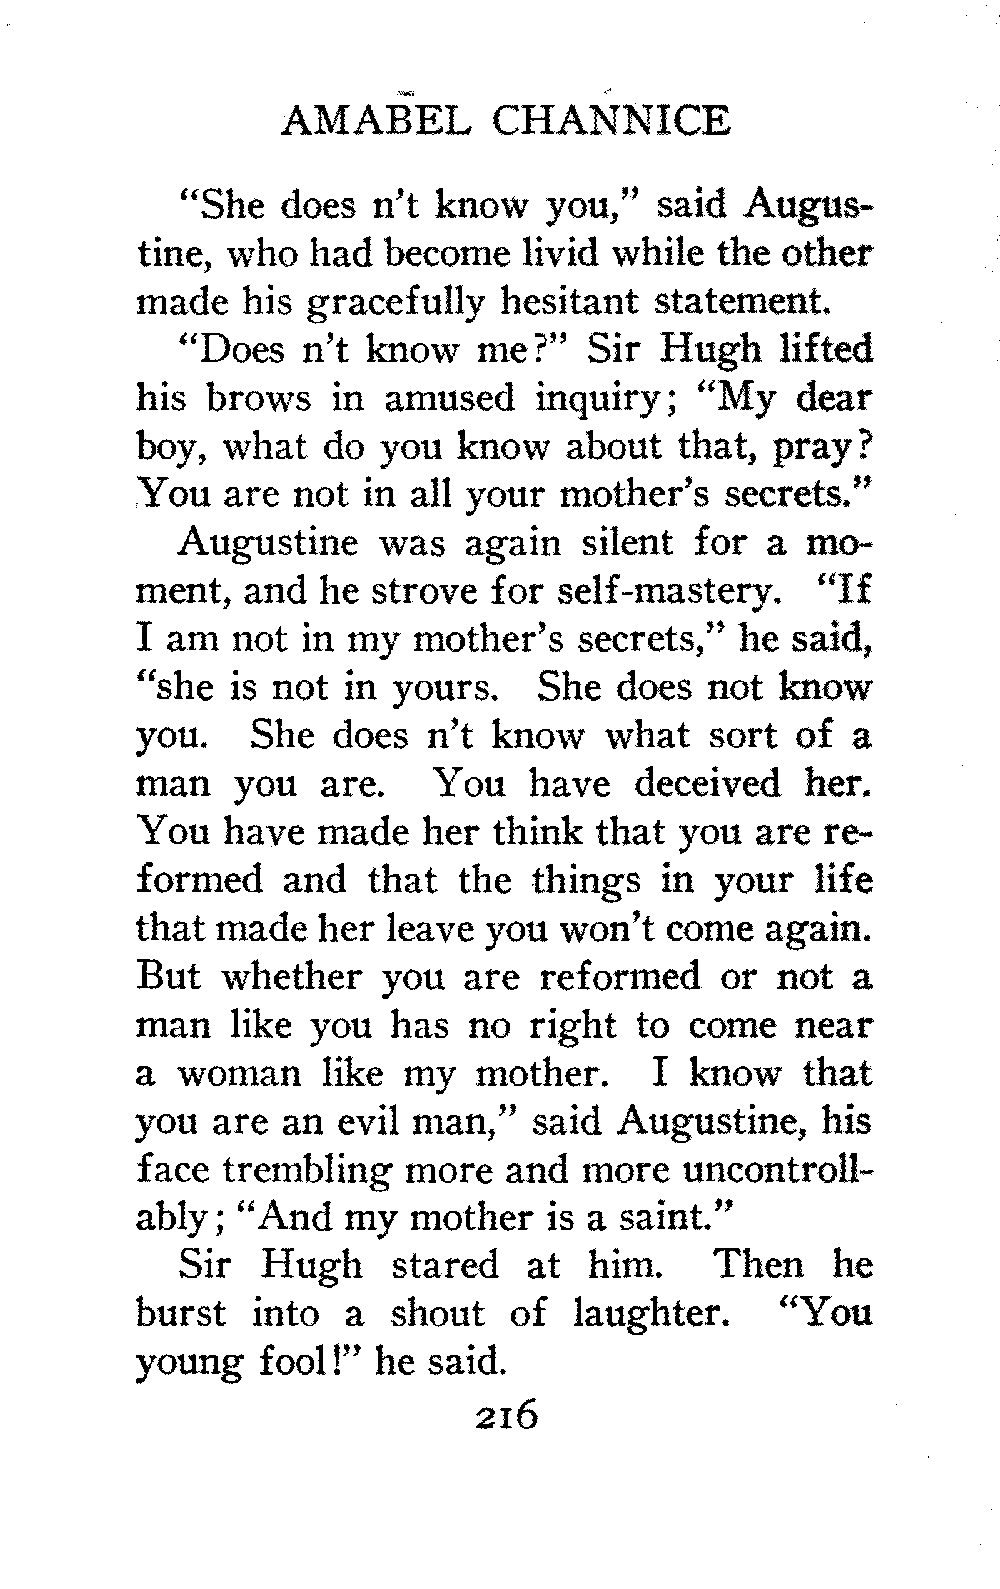 AMABEL CHANNICE
“She does n’t know you,” said Augus-
tine, who had become livid while the other
made his gracefully hesitant statement.
“Does n’t know me?” Sir Hugh lifted
his brows in amused inquiry; “My dear
boy, what do you know about that, pray?
You are not in all your mother’s secrets.”
Augustine was again silent for a mo-
ment, and he strove for self-mastery. “If
I am not in my mother’s secrets,” he said,
“she is not in yours. She does not know
you. She does n’t know what sort of a
man you are. You have deceived her.
You have made her think that you are re-
formed and that the things in your life
that made her leave you won’t come again.
But whether you are reformed or not a
man like you has no right to come near
a woman like my mother. I know that
you are an evil man,” said Augustine, his
face trembling more and more uncontroll-
ably; “And my mother is a saint.”
Sir Hugh stared at him. Then he
burst into a shout of laughter. “You
young fool!” he said.
216